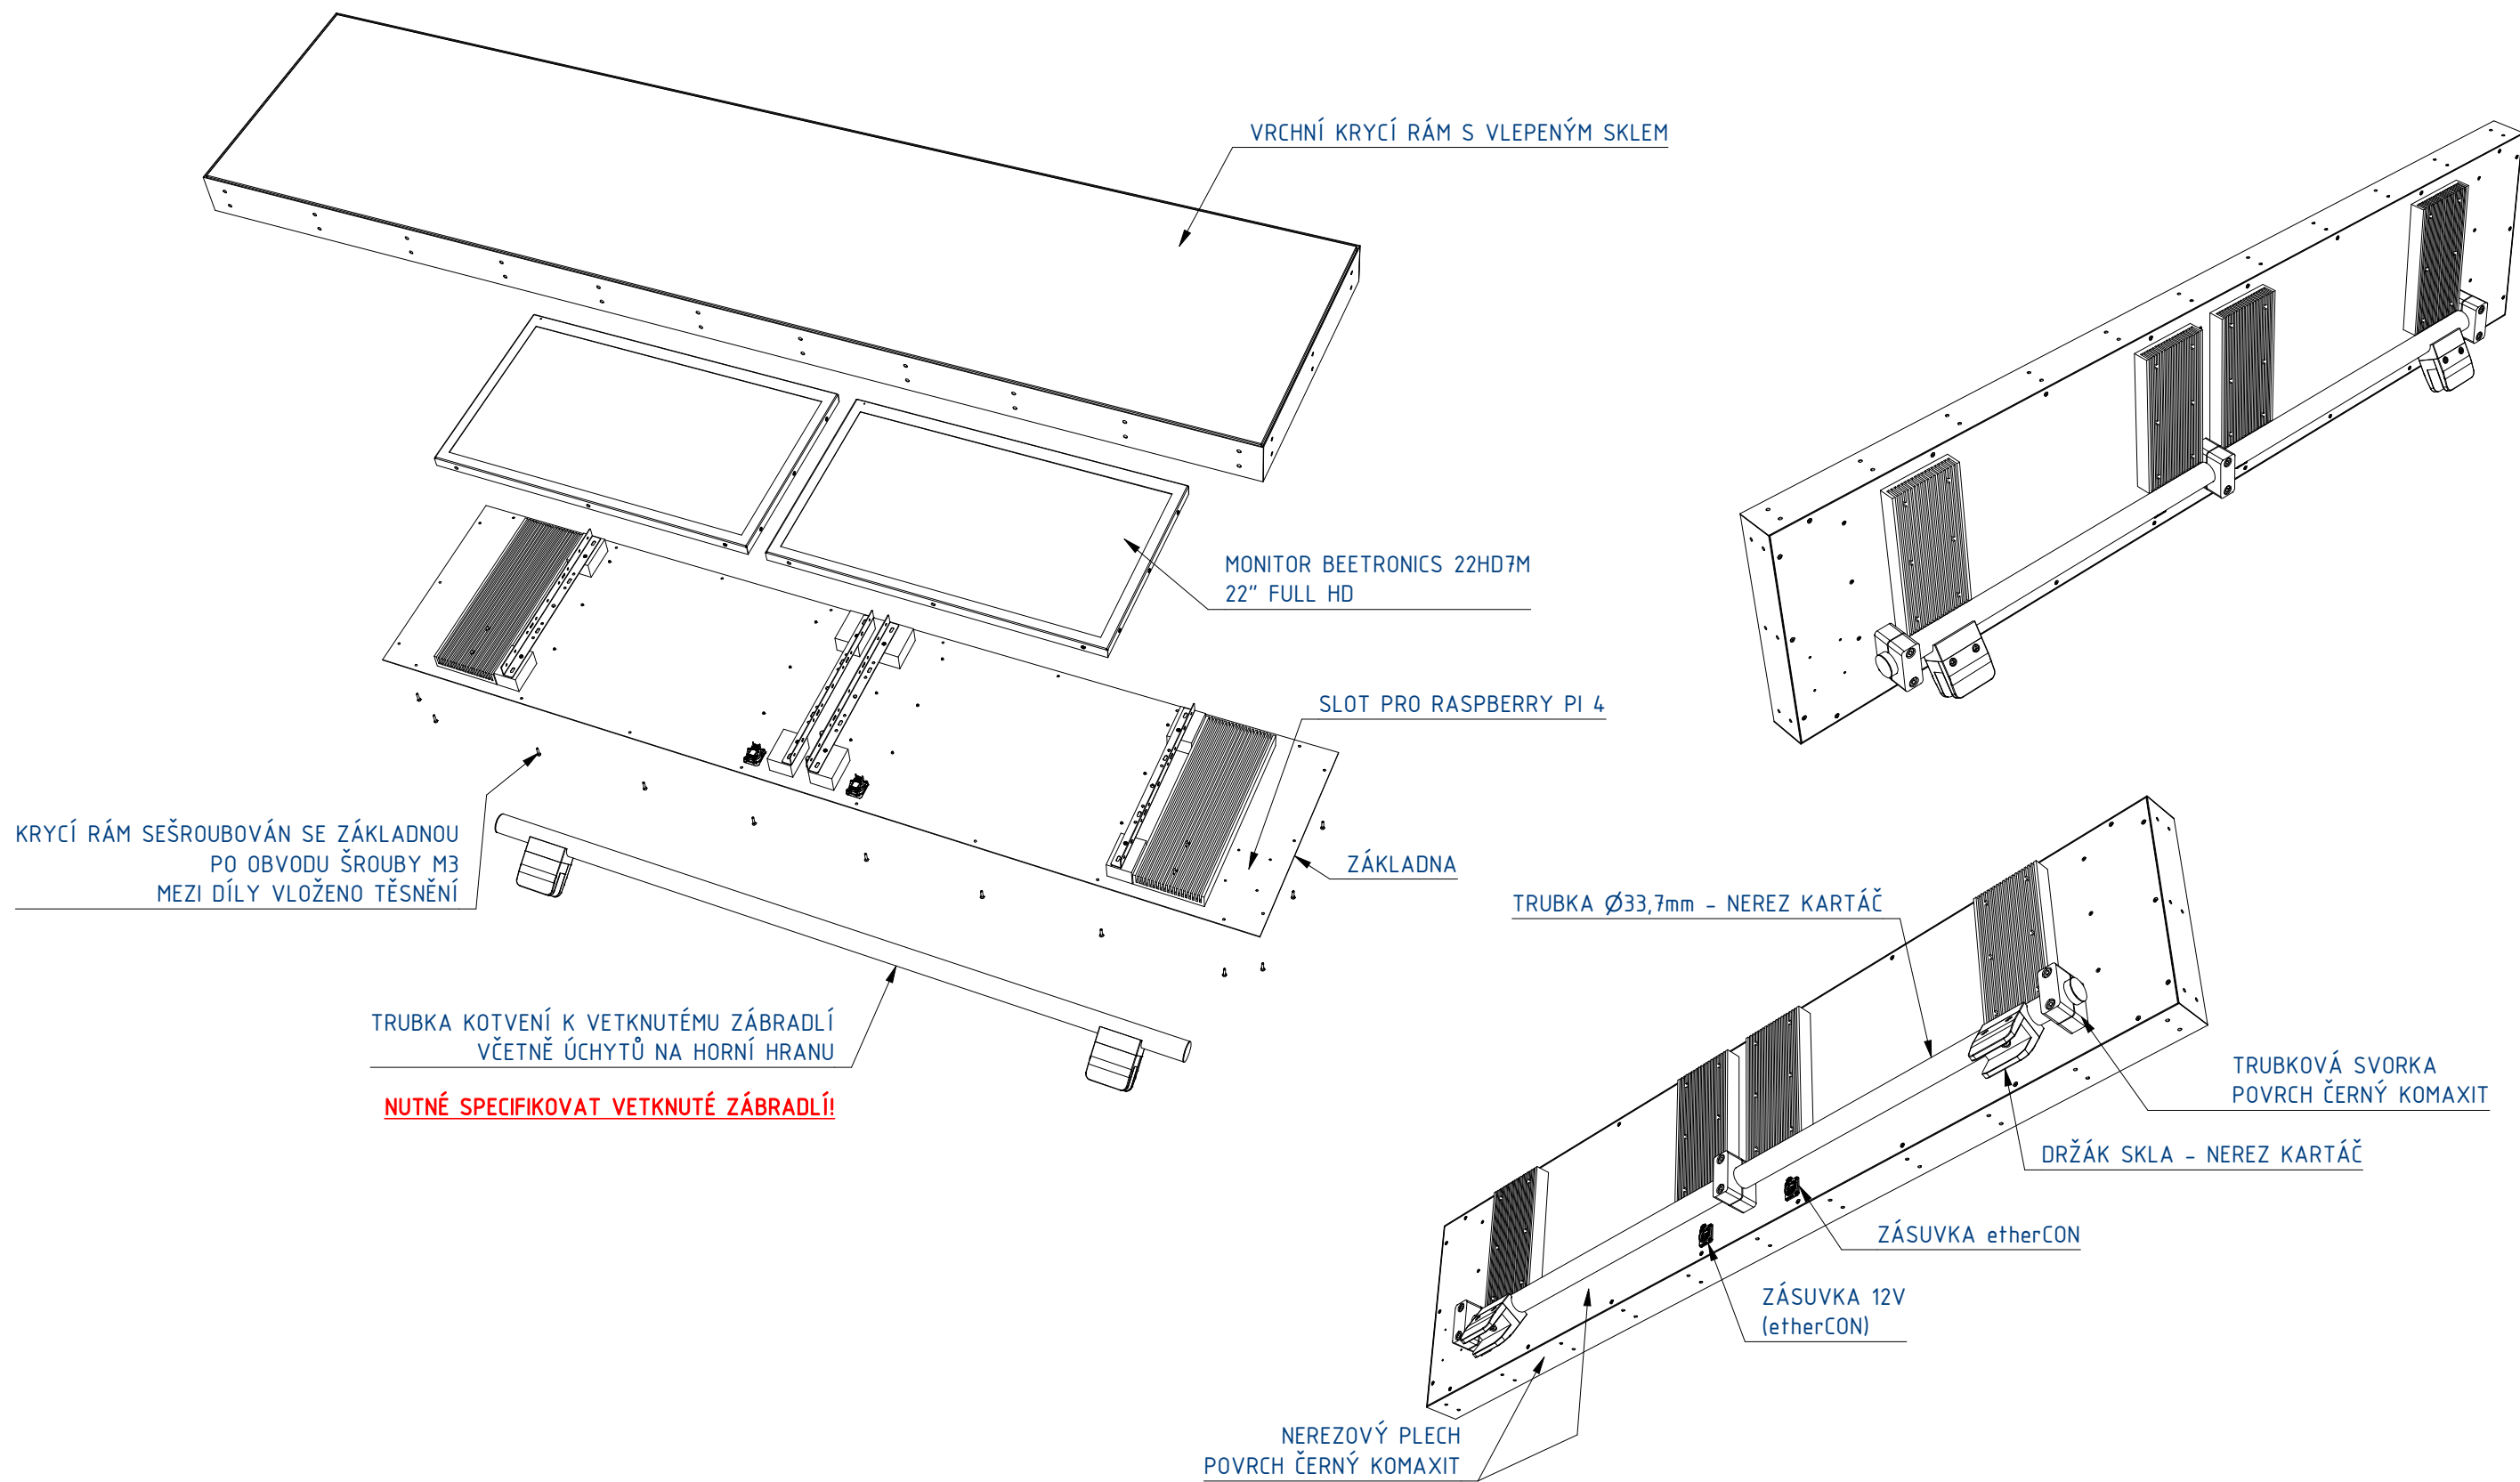 VRCHNÍ KRYCÍ RÁM S VLEPENÝM SKLEM
MONITOR BEETRONICS 22HD7M
22" FULL HD
SLOT PRO RASPBERRY PI 4
KRYCÍ RÁM SEŠROUBOVÁN SE ZÁKLADNOU
PO OBVODU ŠROUBY M3
MEZI DÍLY VLOŽENO TĚSNĚNÍ
ZÁKLADNA
TRUBKA Ø33,7mm - NEREZ KARTÁČ
TRUBKA KOTVENÍ K VETKNUTÉMU ZÁBRADLÍ
VČETNĚ ÚCHYTŮ NA HORNÍ HRANU
NUTNÉ SPECIFIKOVAT VETKNUTÉ ZÁBRADLÍ!
TRUBKOVÁ SVORKA
POVRCH ČERNÝ KOMAXIT
DRŽÁK SKLA - NEREZ KARTÁČ
ZÁSUVKA etherCON
ZÁSUVKA 12V
(etherCON)
NEREZOVÝ PLECH
POVRCH ČERNÝ KOMAXIT